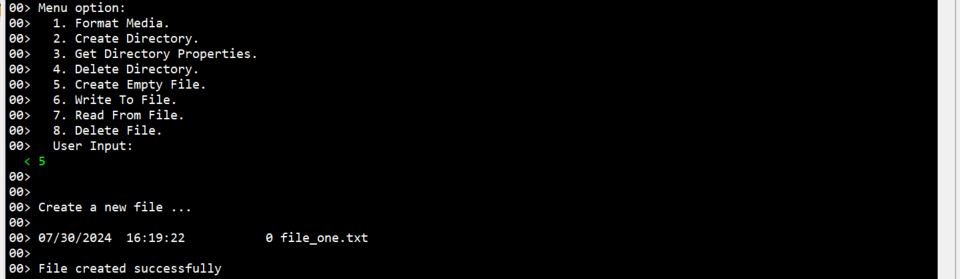 00> Menu option:
00>   1. Format Media.
00>   2. Create Directory.
00>   3. Get Directory Properties.
00>   4. Delete Directory.
00>   5. Create Empty File.
00>   6. Write To File.
00>   7. Read From File.
00>   8. Delete File.
00>   User Input:
  < 5
00>
00>
00> Create a new file ...
00>
00> 07/30/2024  16:19:22           0 file_one.txt
00>
00> File created successfully